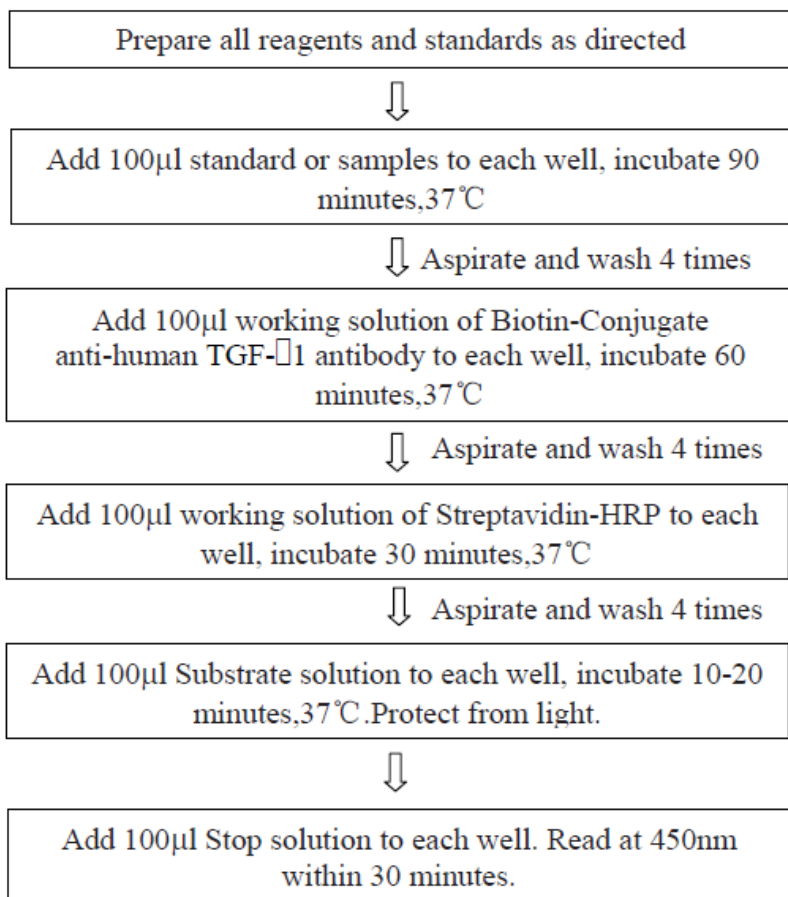 Prepare all reagents and standards as directed
Add 100μl standard or samples to each well, incubate 90
minutes,37℃
Aspirate and wash 4 times
Add 100μl working solution of Biotin-Conjugate
anti-human TGF-□1 antibody to each well, incubate 60
minutes,37℃
Aspirate and wash 4 times
Add 100μl working solution of Streptavidin-HRP to each
well, incubate 30 minutes,37℃
Aspirate and wash 4 times
Add 100μl Substrate solution to each well, incubate 10-20
minutes,37℃.Protect from light.
Add 100μl Stop solution to each well. Read at 450nm
within 30 minutes.